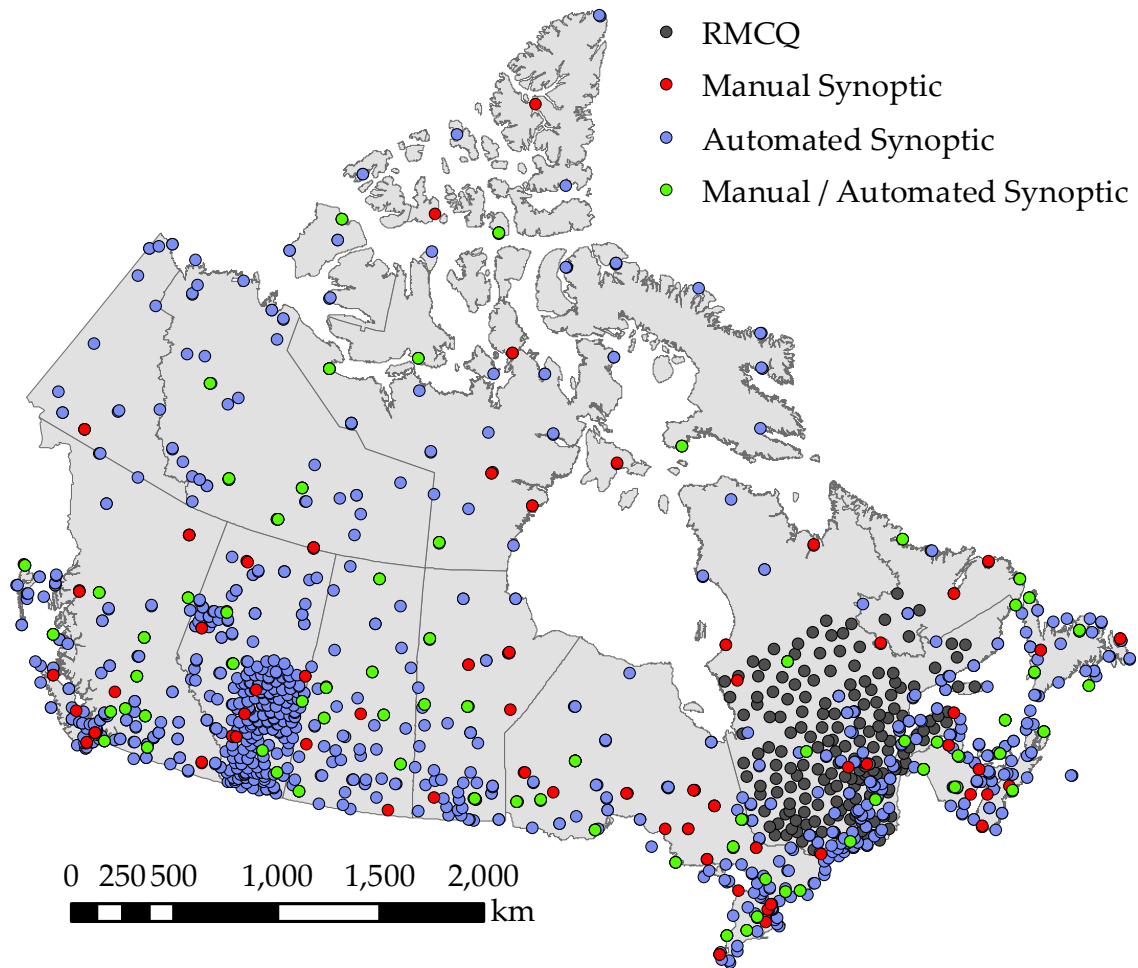 RMCQ
Manual Synoptic
Automated Synoptic
Manual / Automated Synoptic
0 250 500 1,000 1,500 2,000
km